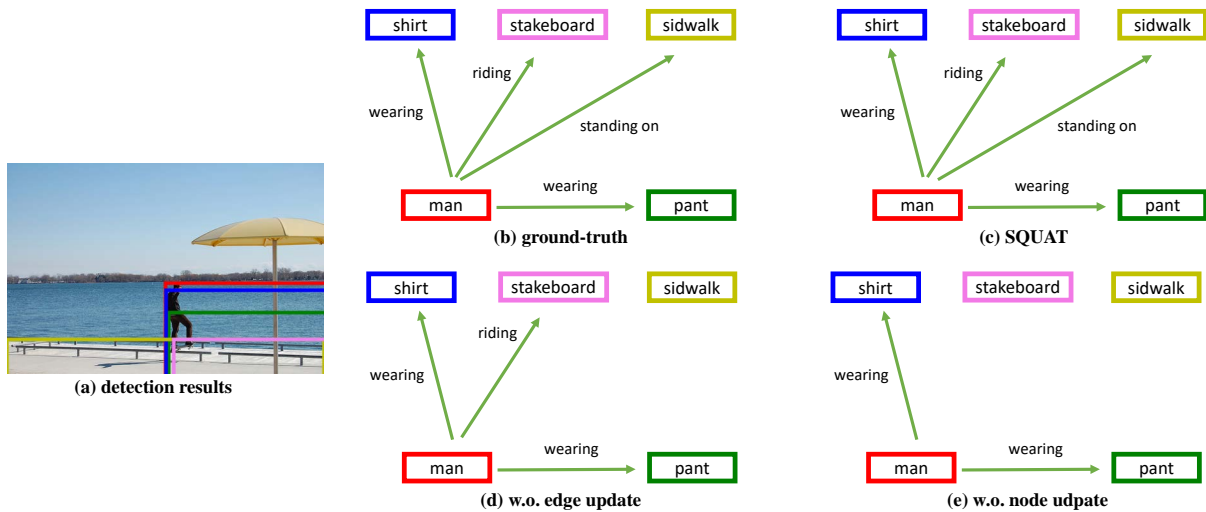 shirt
stakeboard
sidwalk
wearing
riding
standing on
man
wearing
pant
(b) ground-truth
shirt
stakeboard
sidwalk
wearing
riding
standing on
man
wearing
pant
(c) SQUAT
(a) detection results
shirt
stakeboard
sidwalk
wearing
riding
man
wearing
pant
(d) w.o. edge update
shirt
stakeboard
sidwalk
wearing
man
wearing
pant
(e) w.o. node udpate